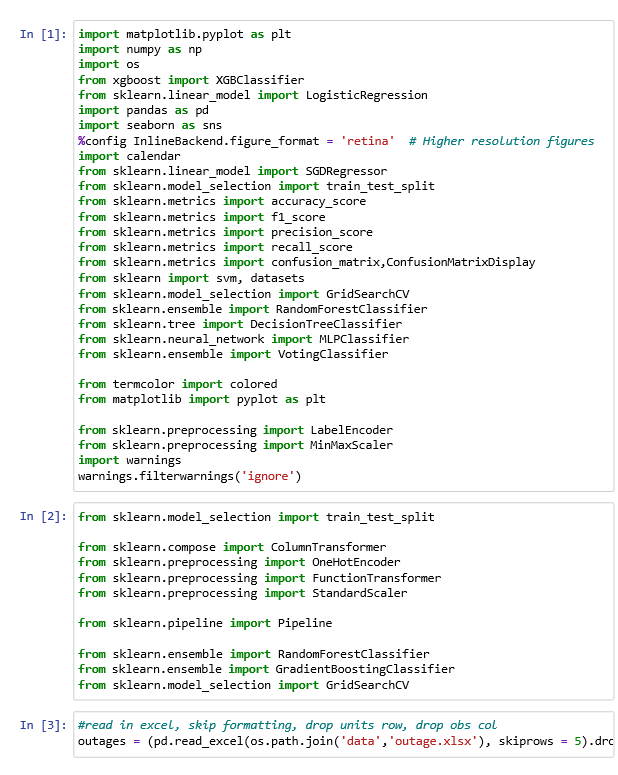 In [1]: import matplotlib.pyplot as plt
import numpy as np
import os
from xgboost import XGBClassifier
from sklearn.linear_model import LogisticRegression
import pandas as pd
import seaborn as sns
%config InlineBackend.figure_format = 'retina'  # Higher resolution figures
import calendar
from sklearn.linear_model import SGDRegressor
from sklearn.model_selection import train_test_split
from sklearn.metrics import accuracy_score
from sklearn.metrics import f1_score
from sklearn.metrics import precision_score
from sklearn.metrics import recall_score
from sklearn.metrics import confusion_matrix,ConfusionMatrixDisplay
from sklearn import svm, datasets
from sklearn.model_selection import GridSearchCV
from sklearn.ensemble import RandomForestClassifier
from sklearn.tree import DecisionTreeClassifier
from sklearn.neural_network import MLPClassifier
from sklearn.ensemble import VotingClassifier
from termcolor import colored
from matplotlib import pyplot as plt
from sklearn.preprocessing import LabelEncoder
from sklearn.preprocessing import MinMaxScaler
import warnings
warnings.filterwarnings('ignore')
In [2]: from sklearn.model_selection import train_test_split
from sklearn.compose import ColumnTransformer
from sklearn.preprocessing import OneHotEncoder
from sklearn.preprocessing import FunctionTransformer
from sklearn.preprocessing import StandardScaler
from sklearn.pipeline import Pipeline
from sklearn.ensemble import RandomForestClassifier
from sklearn.ensemble import GradientBoostingClassifier
from sklearn.model_selection import GridSearchCV
In [3]: #read in excel, skip formatting, drop units row, drop obs col
outages = (pd.read_excel(os.path.join('data','outage.xlsx'), skiprows = 5).dro